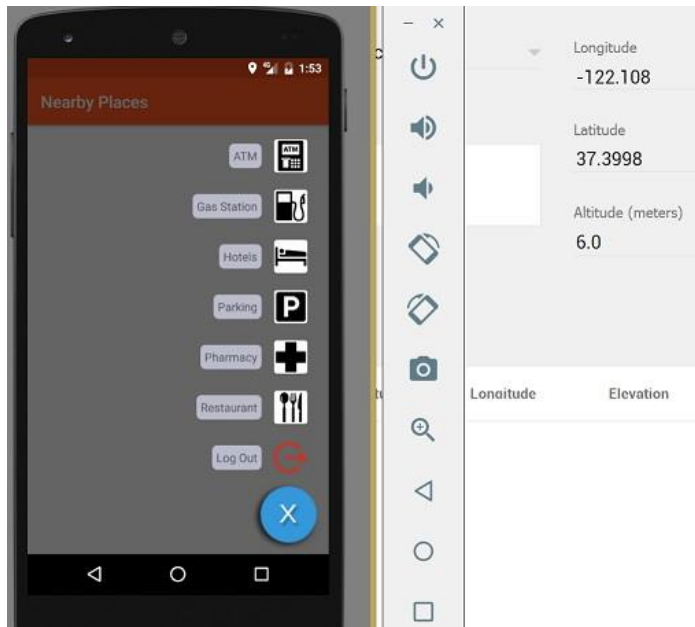 1:53
Nearby Places
ATM
ATM
Gas Station
Hotels
Parking
P
Pharmacy
Restaurant
Log Out
X
Longitude
-122.108
Latitude
37.3998
Altitude (meters)
6.0
Longitude
Elevation